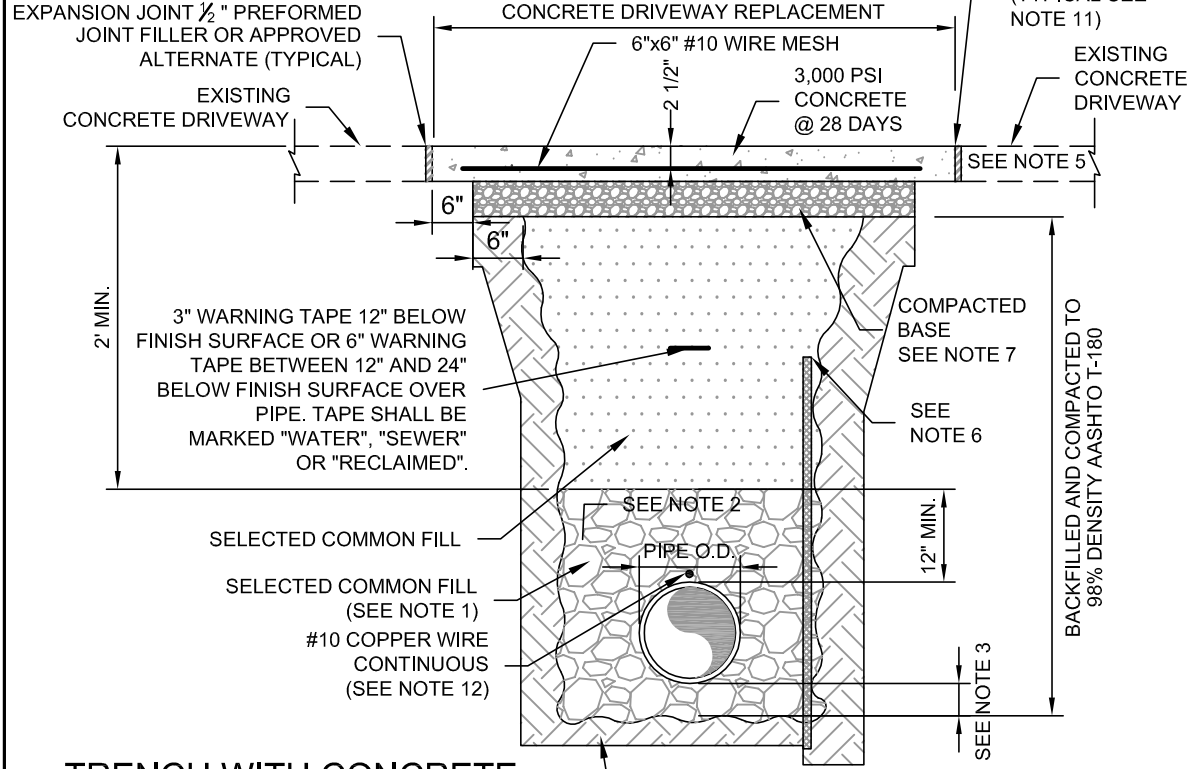 EXPANSION JOINT ½" PREFORMED
JOINT FILLER OR APPROVED
ALTERNATE (TYPICAL)
CONCRETE DRIVEWAY REPLACEMENT
NOTE 11)
6"x6" #10 WIRE MESH
2 1/2"
3,000 PSI
CONCRETE
@ 28 DAYS
EXISTING
CONCRETE
DRIVEWAY
EXISTING
CONCRETE DRIVEWAY
SEE NOTE 5
6"
6"
2' MIN.
3" WARNING TAPE 12" BELOW
FINISH SURFACE OR 6" WARNING
TAPE BETWEEN 12" AND 24"
BELOW FINISH SURFACE OVER
PIPE. TAPE SHALL BE
MARKED "WATER", "SEWER"
OR "RECLAIMED".
COMPACTED
BASE
SEE NOTE 7
SEE
NOTE 6
BACKFILLED AND COMPACTED TO
98% DENSITY AASHTO T-180
SEE NOTE 2
12" MIN.
SELECTED COMMON FILL
PIPE O.D.
SELECTED COMMON FILL
(SEE NOTE 1)
#10 COPPER WIRE
CONTINUOUS
(SEE NOTE 12)
SEE NOTE 3
TRENCH WITH CONCRETE